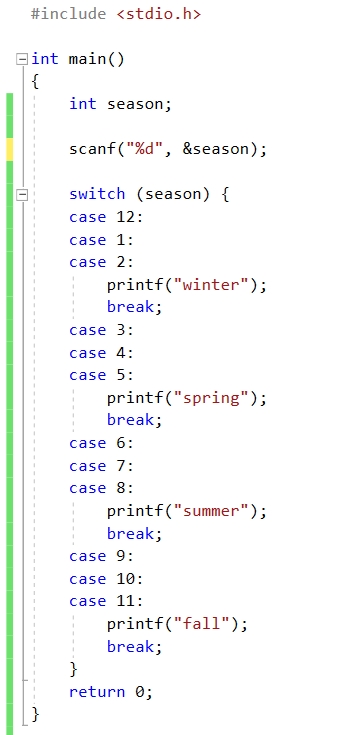 #include <stdio.h>
int main()
{
int season;
scanf("%d", &season);
switch (season) {
case 12:
case 1:
case 2:
printf("winter");
break;
case 3:
case 4:
case 5:
printf("spring");
break;
case 6:
case 7:
case 8:
printf("summer");
break;
case 9:
case 10:
case 11:
printf("fall");
break;
}
return 0;
}